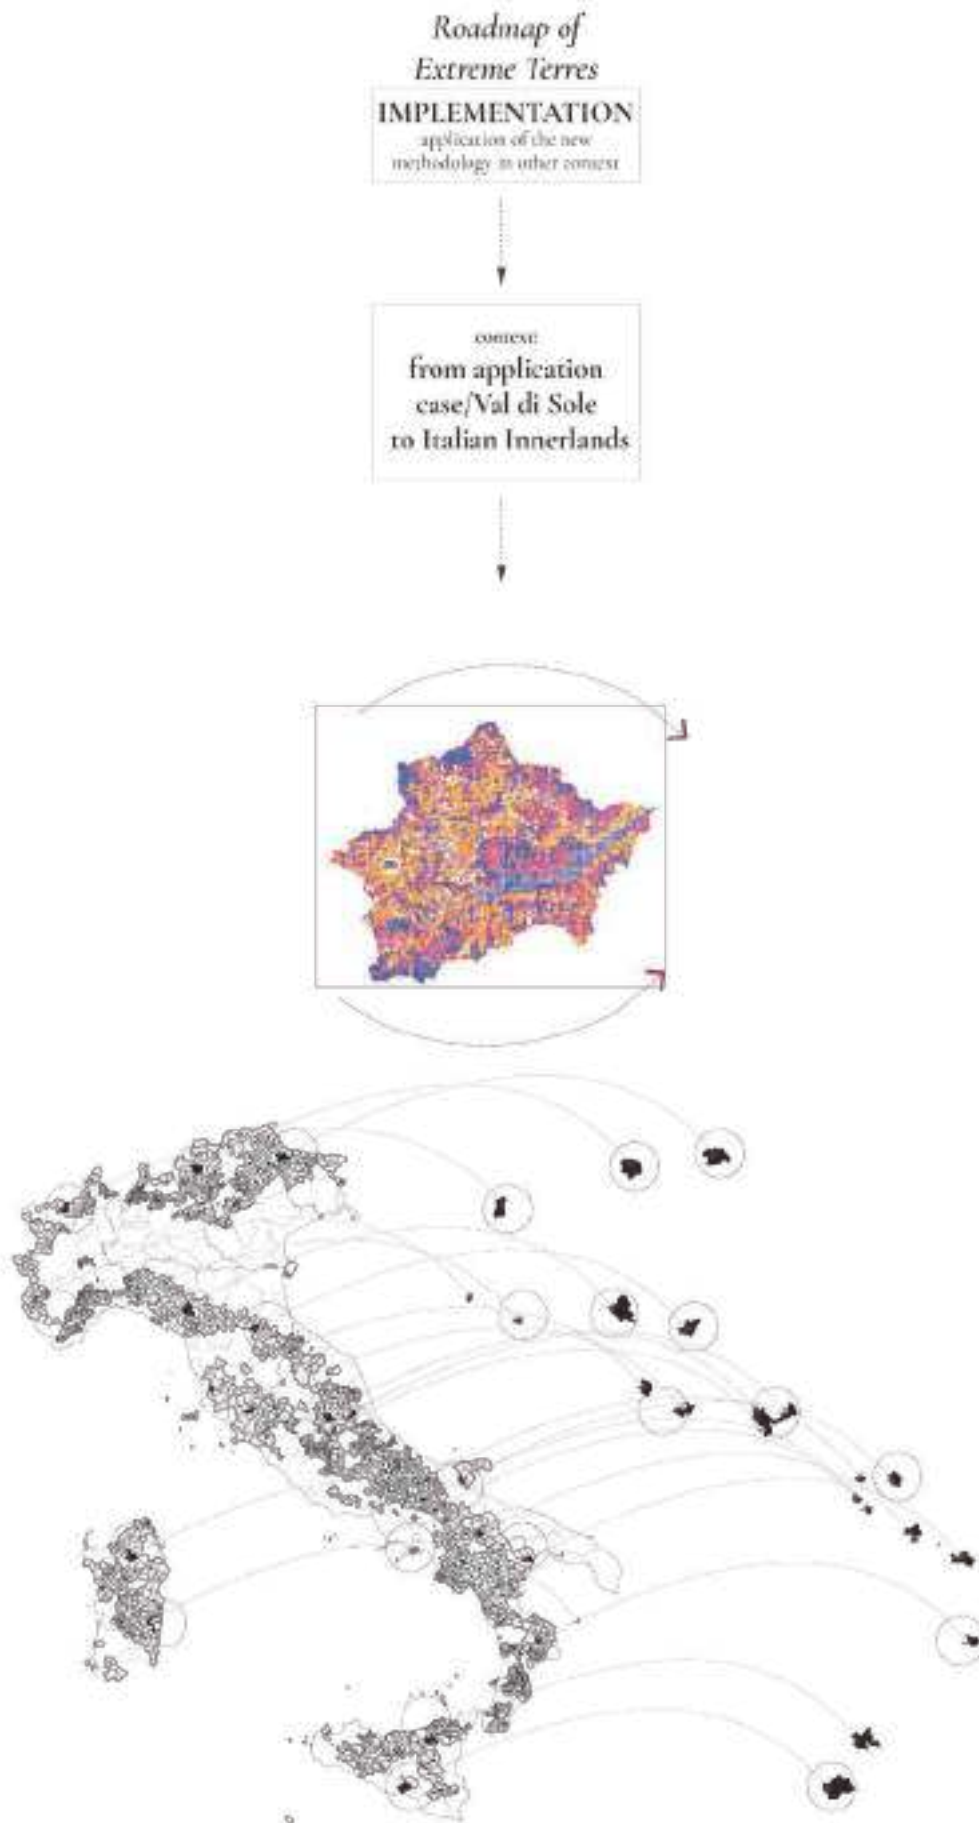 Roadmap of
Extreme Terres
IMPLEMENTATION
application of the new
methodology in other context
context:
from application
case/Val di Sole
to Italian Innerlands